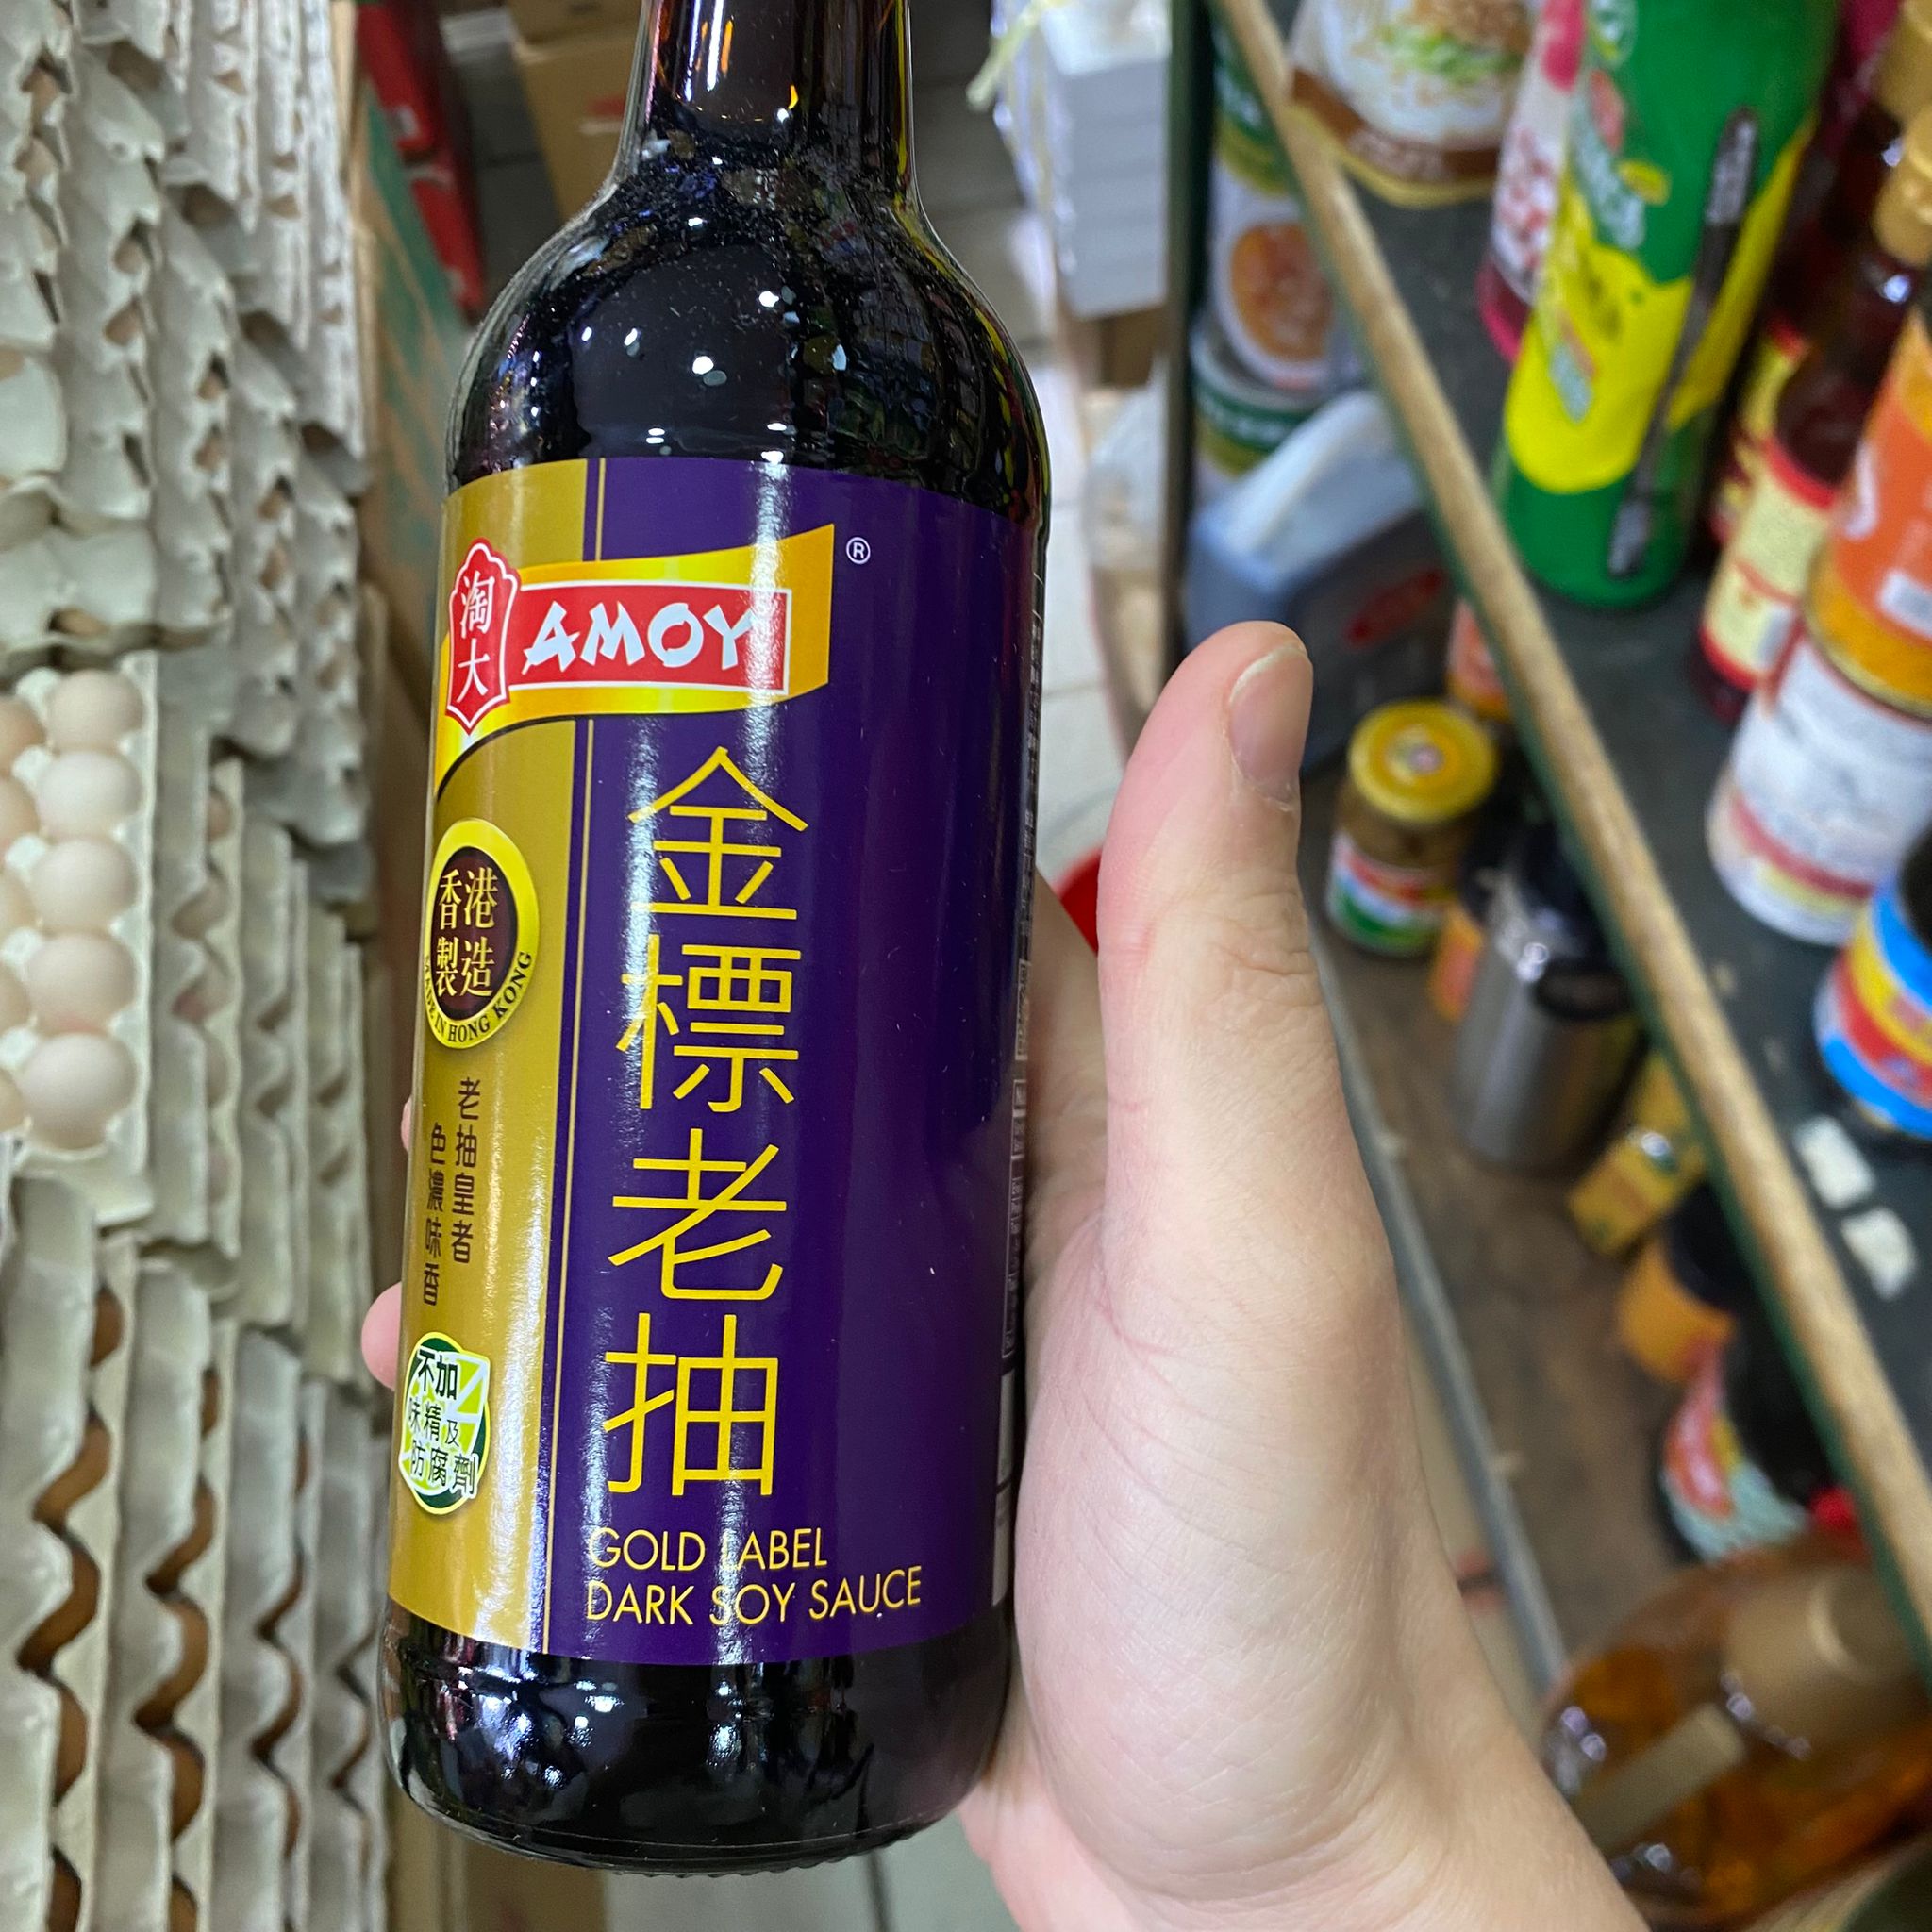 淘大
AMOY
®
金標老抽
香港
製造
MADE IN HONG KONG
老抽皇者
色濃味香
不加
味精及
防腐劑
GOLD LABEL
DARK SOY SAUCE